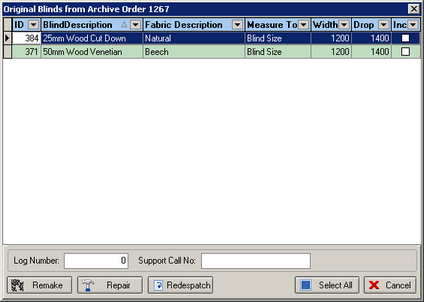 Original Blinds from Archive Order 1267
ID BlindDescription Fabric Description Measure To Width Drop Inc
384 25mm Wood Cut Down Natural Blind Size 1200 1400
371 50mm Wood Venetian Beech Blind Size 1200 1400
Log Number: 0 Support Call No:
Remake Repair Redespatch Select All Cancel